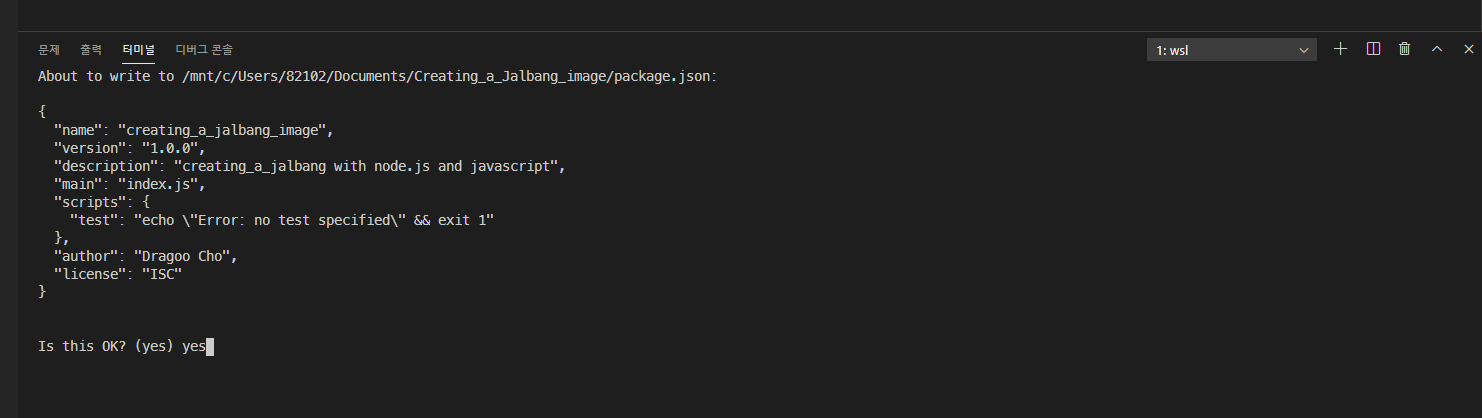 문제 출력 터미널 디버그 콘솔 1: wsl
About to write to /mnt/c/Users/82102/Documents/Creating_a_Jalbang_image/package.json:
{
  "name": "creating_a_jalbang_image",
  "version": "1.0.0",
  "description": "creating_a_jalbang with node.js and javascript",
  "main": "index.js",
  "scripts": {
    "test": "echo \"Error: no test specified\" && exit 1"
  },
  "author": "Dragoo Cho",
  "license": "ISC"
}
Is this OK? (yes) yes